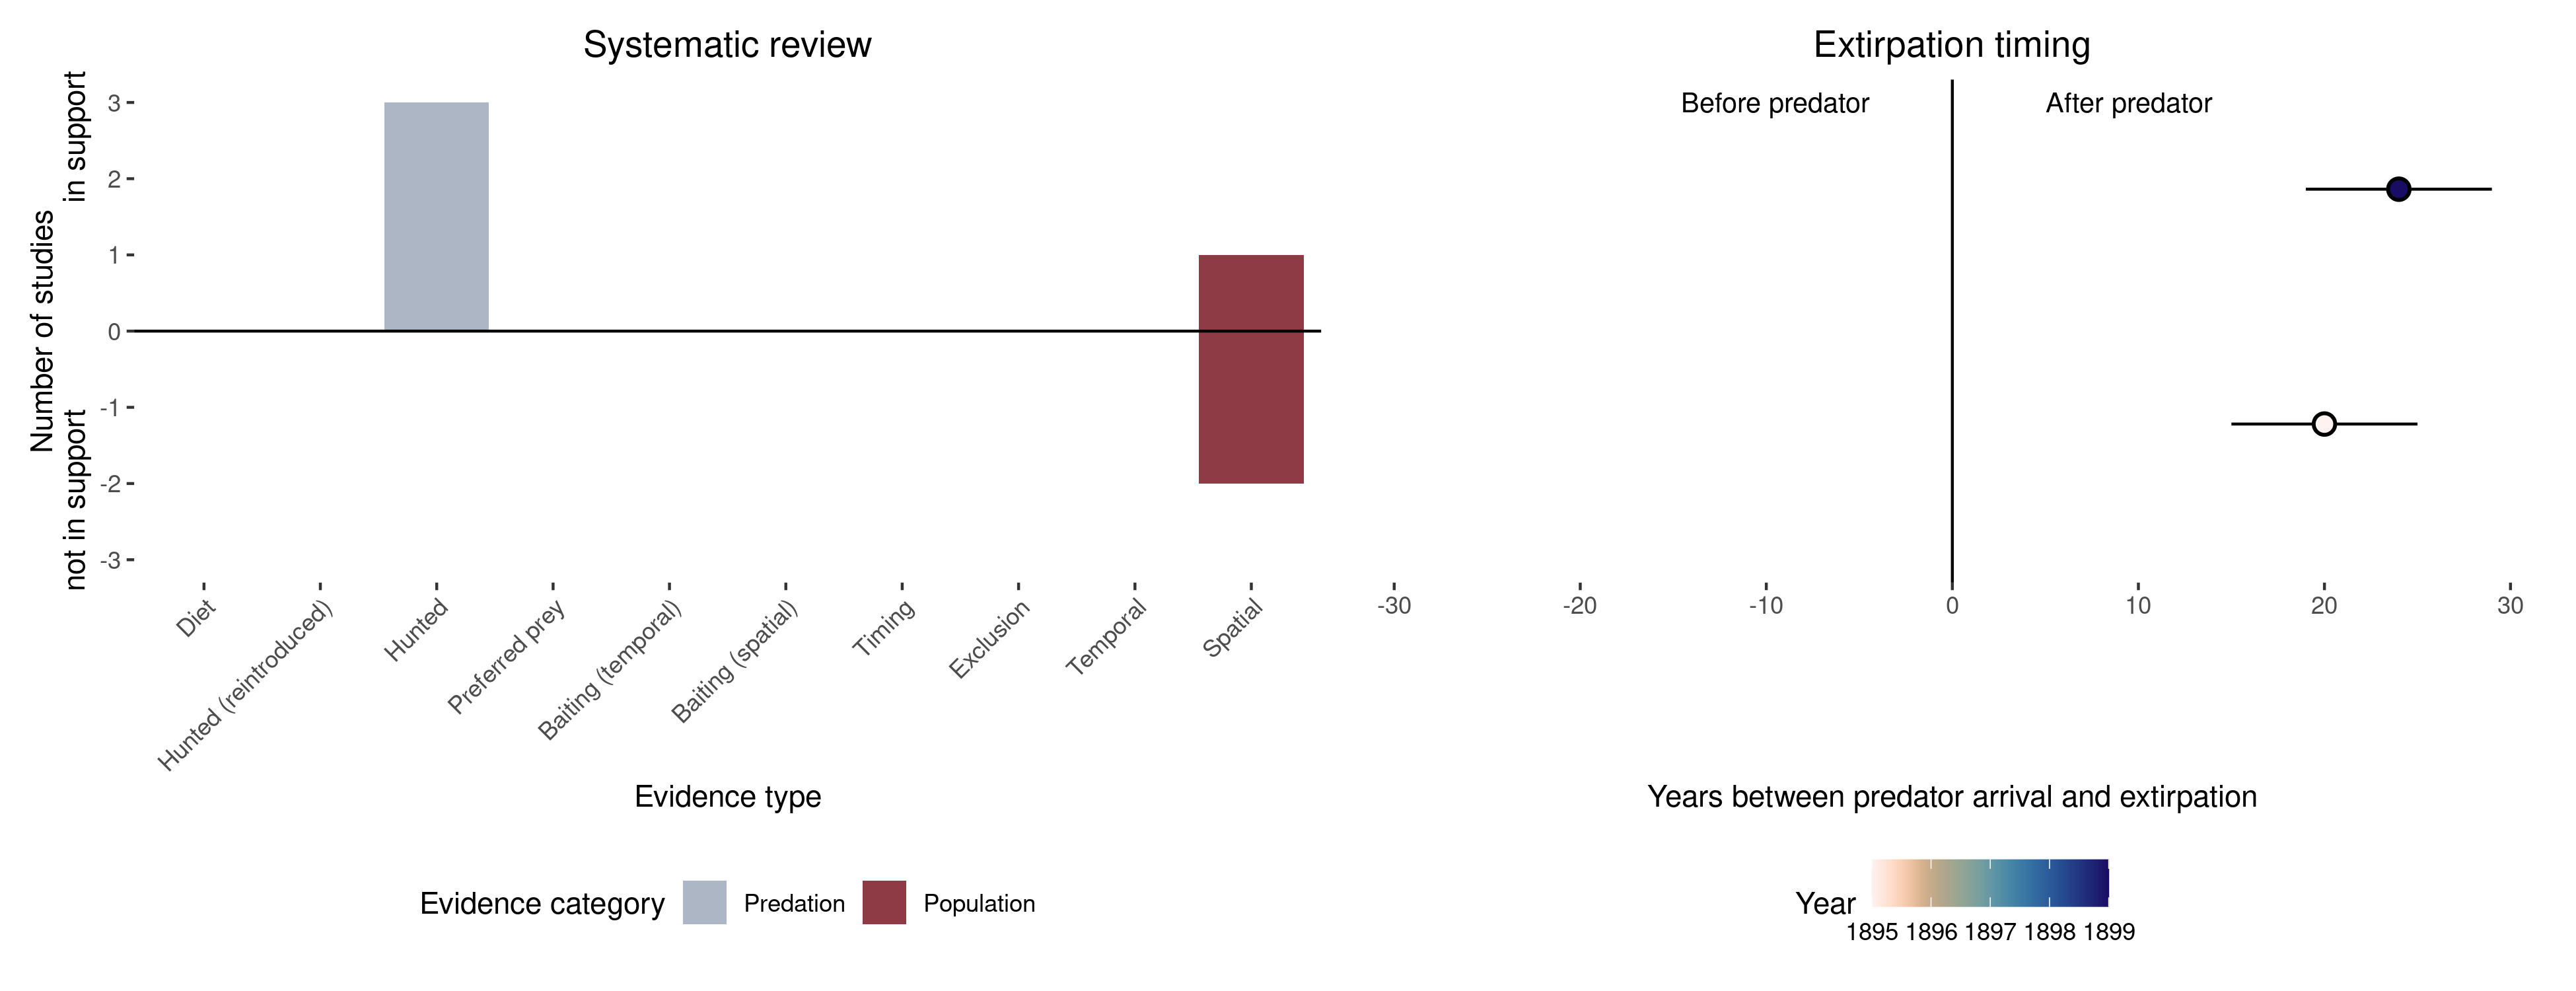 Systematic review
Number of studies
not in support
in support
3
2
1
0
-1
-2
-3
Diet
Hunted (reintroduced)
Hunted
Preferred prey
Baiting (temporal)
Baiting (spatial)
Timing
Exclusion
Temporal
Spatial
Evidence type
Evidence category
Predation
Population
Extirpation timing
Before predator
After predator
-30
-20
-10
0
10
20
30
Years between predator arrival and extirpation
Year
1895 1896 1897 1898 1899